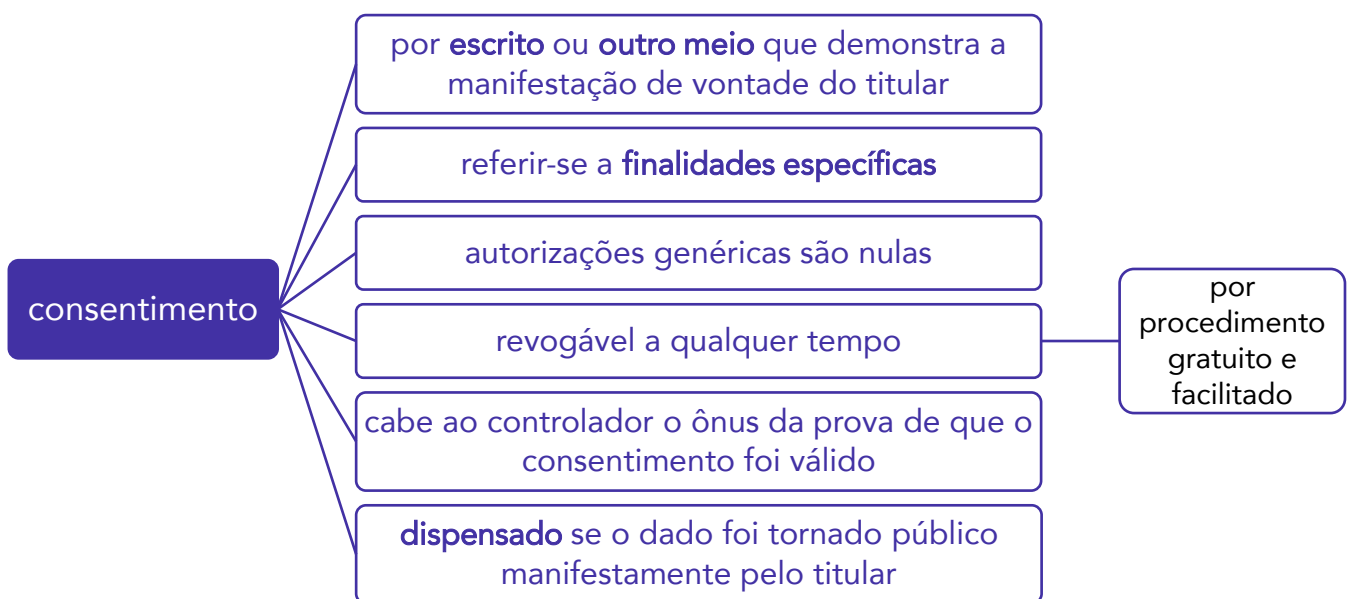 por escrito ou outro meio que demonstra a
manifestação de vontade do titular
referir-se a finalidades específicas
autorizações genéricas são nulas
consentimento
revogável a qualquer tempo
por
procedimento
gratuito e
facilitado
cabe ao controlador o ônus da prova de que o
consentimento foi válido
dispensado se o dado foi tornado público
manifestamente pelo titular